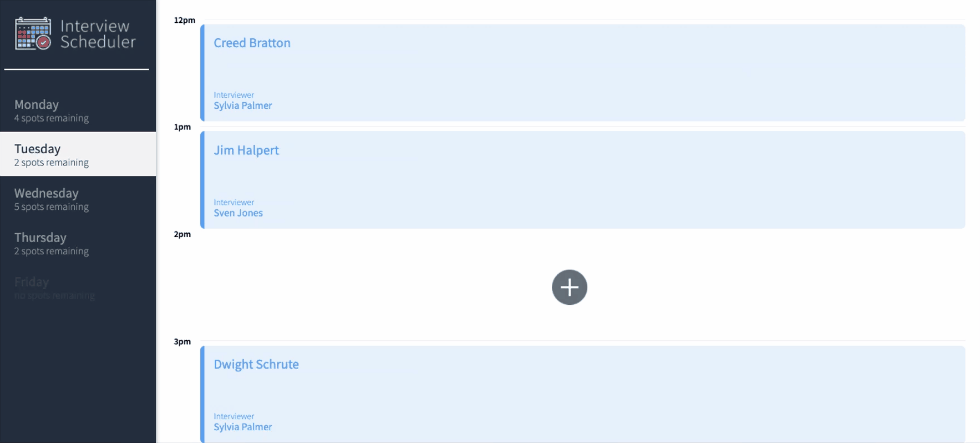 Interview
Scheduler
Monday
4 spots remaining
Tuesday
2 spots remaining
Wednesday
5 spots remaining
Thursday
2 spots remaining
Friday
no spots remaining
12pm
Creed Bratton
Interviewer
Sylvia Palmer
1pm
Jim Halpert
Interviewer
Sven Jones
2pm
3pm
Dwight Schrute
Interviewer
Sylvia Palmer